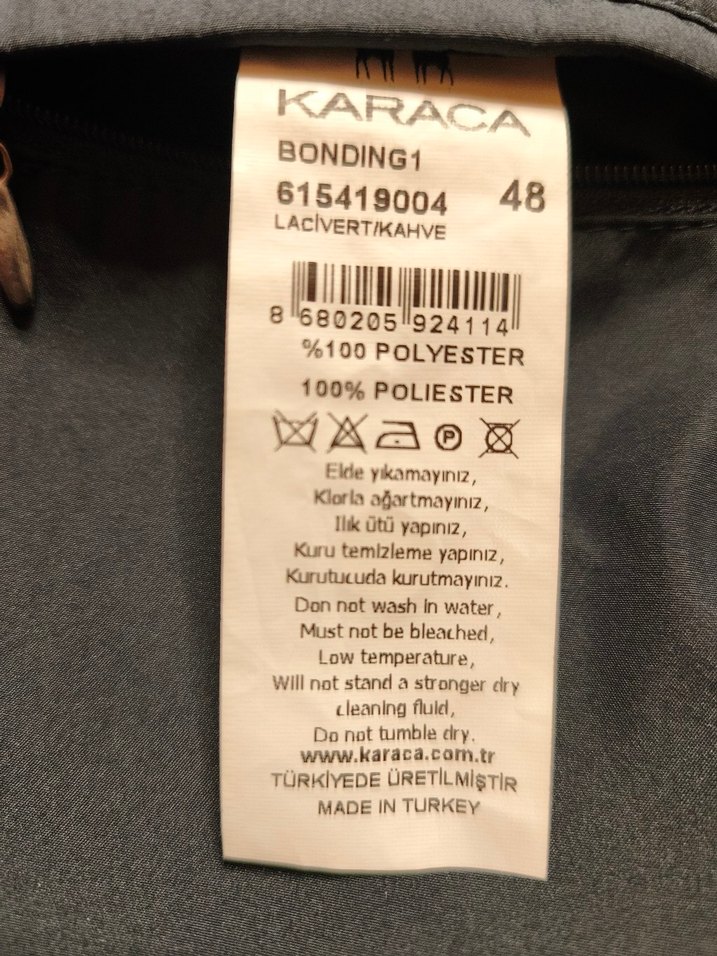 KARACA
BONDING1
615419004 48
LACİVERT/KAHVE
8 680205 924114
%100 POLYESTER
100% POLIESTER
P
Elde yıkamayınız,
Klorla ağartmayınız,
Ilık ütü yapınız,
Kuru temizleme yapınız,
Kurutucuda kurutmayınız.
Don not wash in water,
Must not be bleached,
Low temperature,
Will not stand a stronger dry
cleaning fluid,
Do not tumble dry.
www.karaca.com.tr
TÜRKİYEDE ÜRETİLMİŞTİR
MADE IN TURKEY